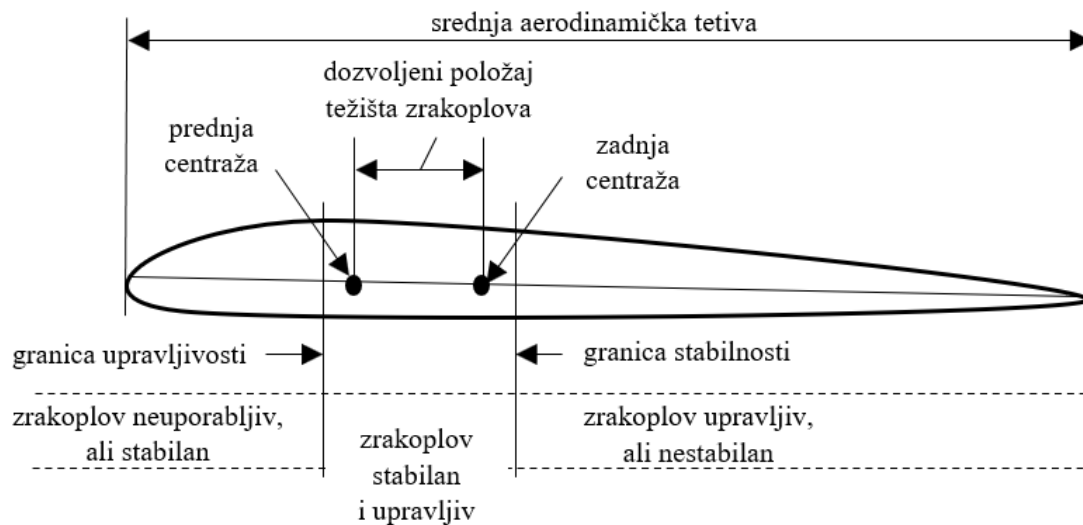 srednja aerodinamička tetiva
dozvoljeni položaj
težišta zrakoplova
prednja
centraža
zadnja
centraža
granica upravljivosti
granica stabilnosti
zrakoplov neuporabljiv,
ali stabilan
zrakoplov
stabilan
i upravljiv
zrakoplov upravljiv,
ali nestabilan